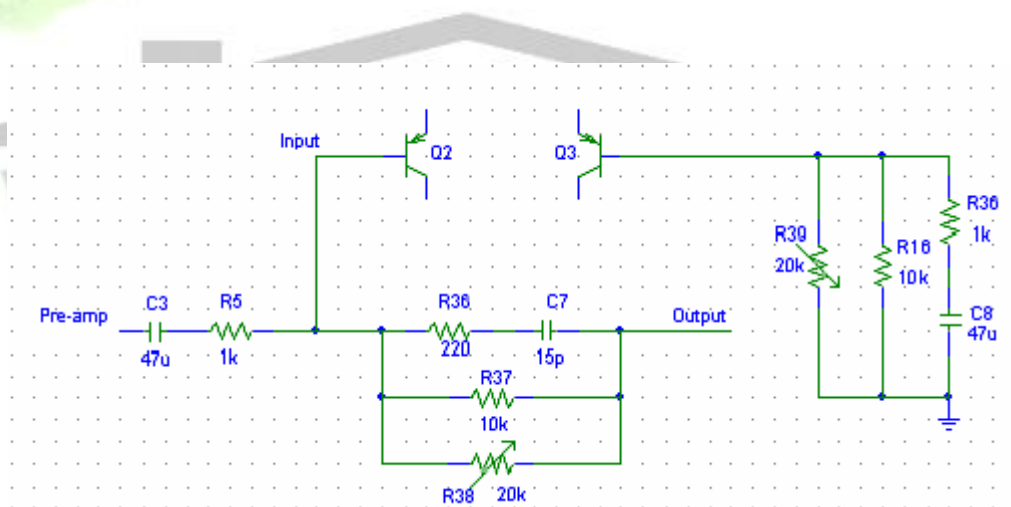 Input
Q2
Q3
R39
20k
R16
10k
R36
1k
C8
47u
Pre-amp
C3
47u
R5
1k
R36
220
C7
15p
Output
R37
10k
R38
20k